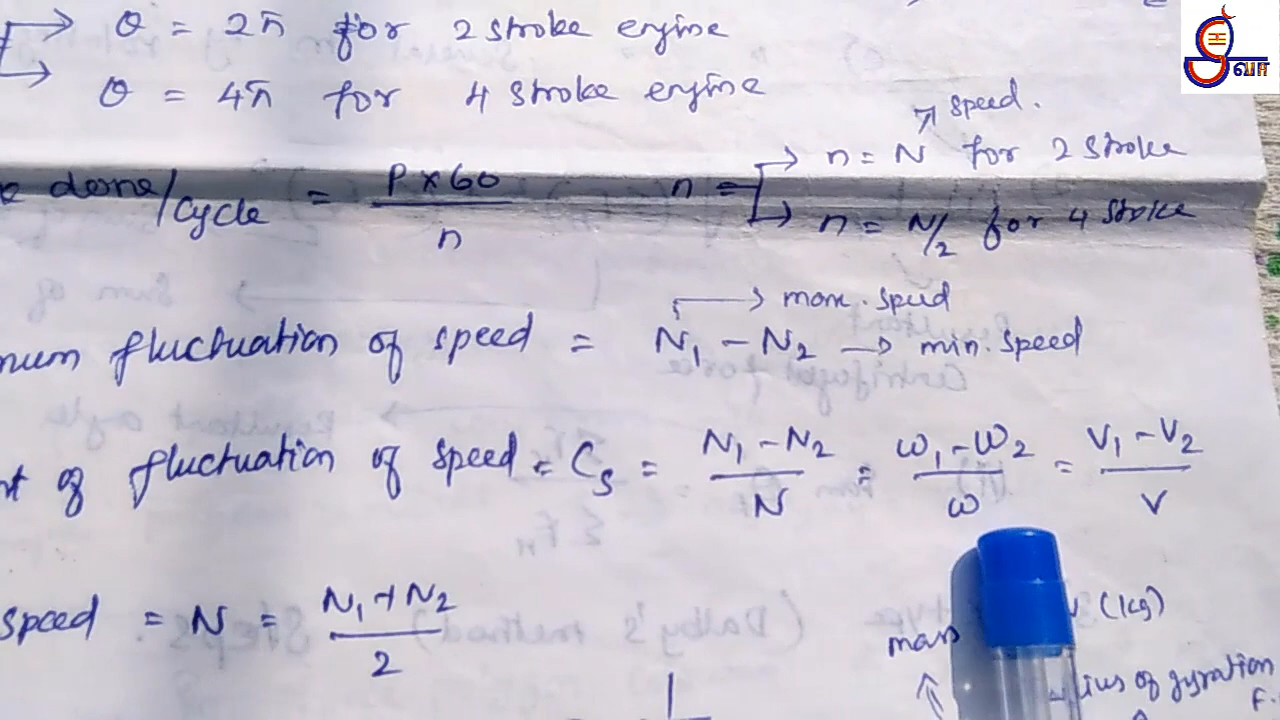 θ = 2π for 2 stroke engine
θ = 4π for 4 stroke engine
speed.
n = N for 2 stroke
done/cycle = P x 60 / n
n =
n = N/2 for 4 stroke
max. speed
fluctuation of speed = N₁ - N₂ → min. speed
of fluctuation of speed = Cₛ = N₁ - N₂ / N = ω₁ - ω₂ / ω = V₁ - V₂ / V
speed = N = N₁ + N₂ / 2
(kg)
mass
of gyration
வா